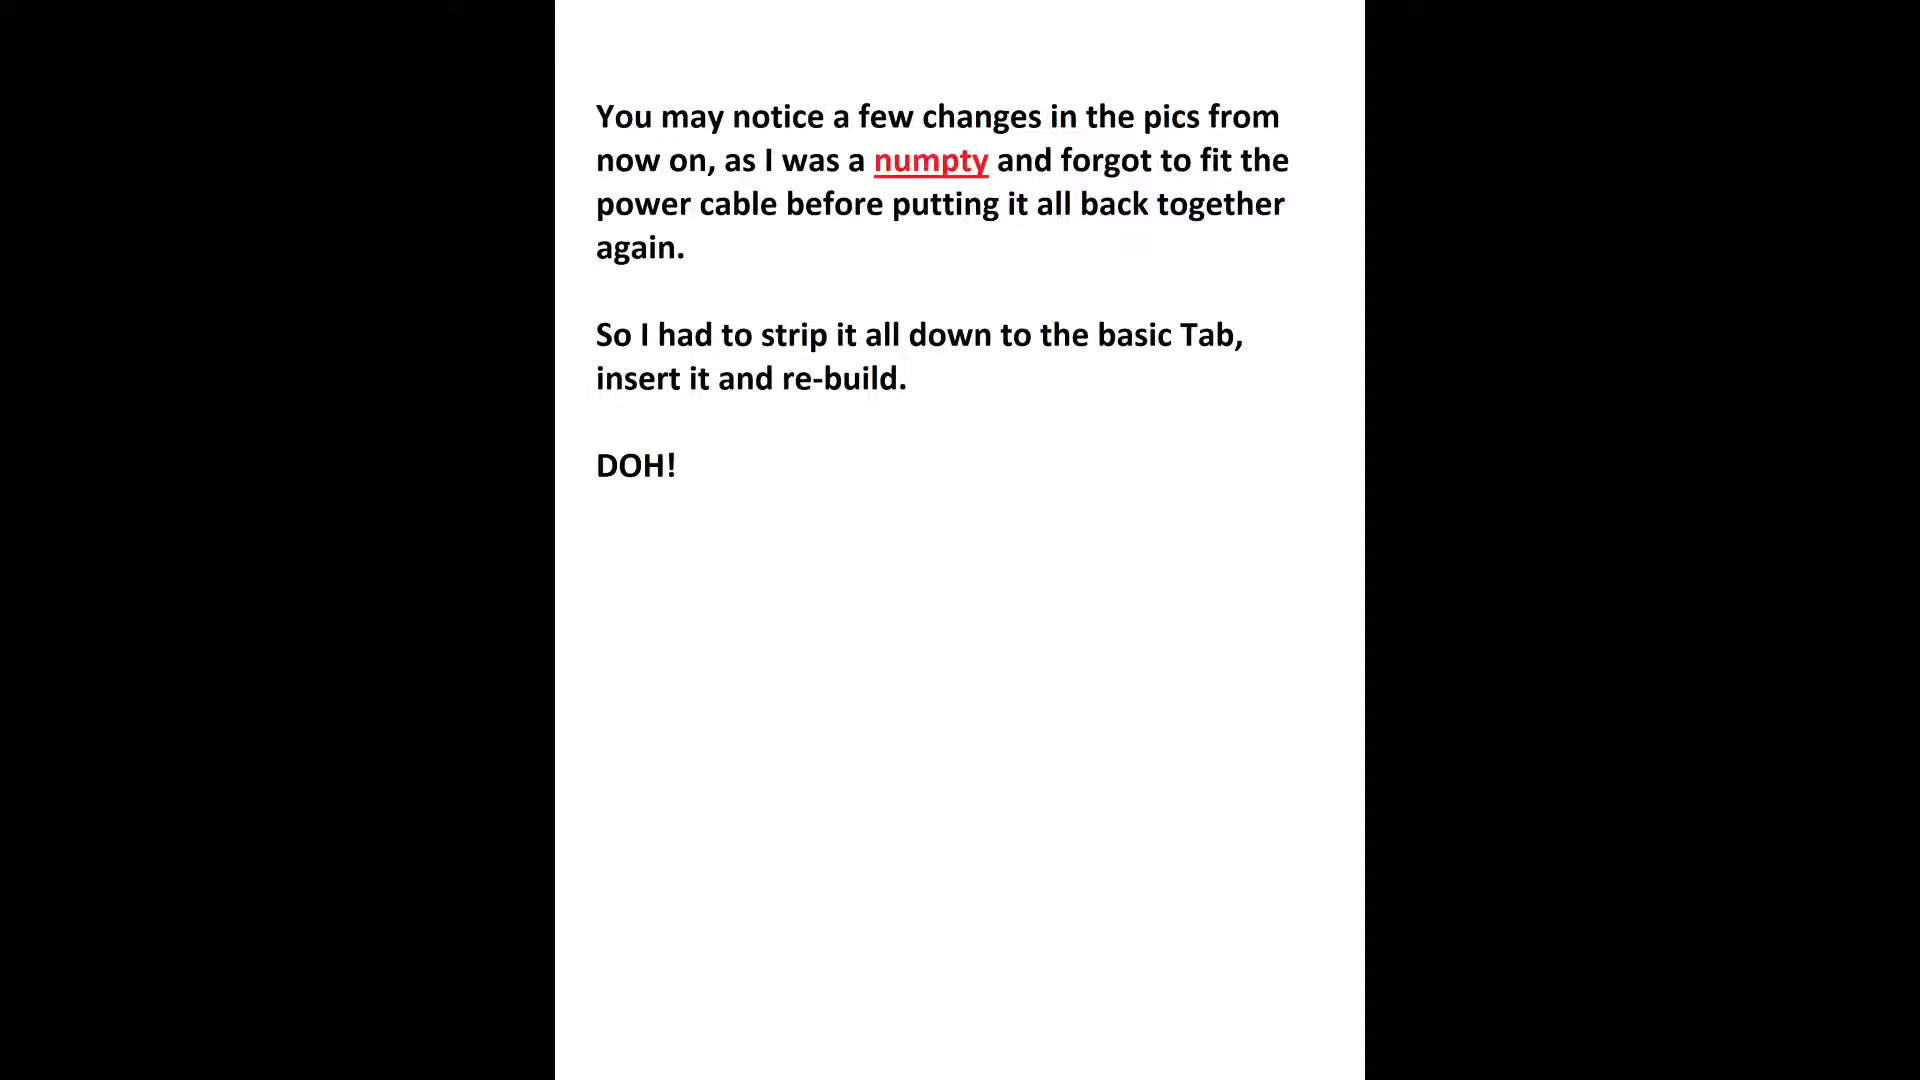 You may notice a few changes in the pics from
now on, as I was a numpty and forgot to fit the
power cable before putting it all back together
again.
So I had to strip it all down to the basic Tab,
insert it and re-build.
DOH!